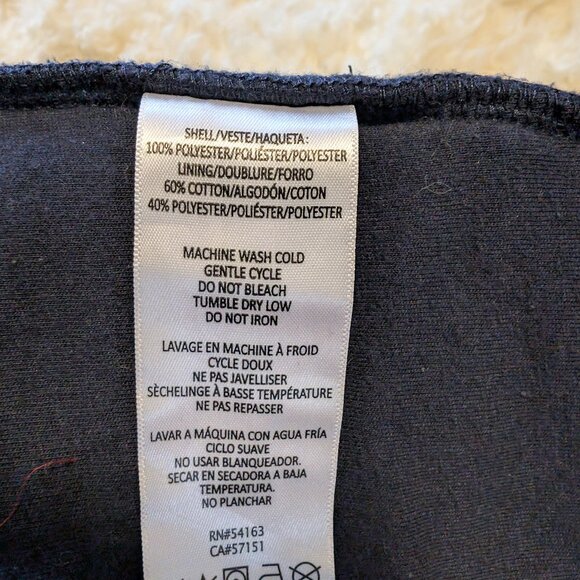 SHELL/VESTE/HAQUETA :
100% POLYESTER/POLIÉSTER/POLYESTER
LINING/DOUBLURE/FORRO
60% COTTON/ALGODÓN/COTON
40% POLYESTER/POLIÉSTER/POLYESTER
MACHINE WASH COLD
GENTLE CYCLE
DO NOT BLEACH
TUMBLE DRY LOW
DO NOT IRON
LAVAGE EN MACHINE À FROID
CYCLE DOUX
NE PAS JAVELLISER
SÈCHELINGE À BASSE TEMPÉRATURE
NE PAS REPASSER
LAVAR A MÁQUINA CON AGUA FRÍA
CICLO SUAVE
NO USAR BLANQUEADOR.
SECAR EN SECADORA A BAJA
TEMPERATURA.
NO PLANCHAR
RN#54163
CA#57151